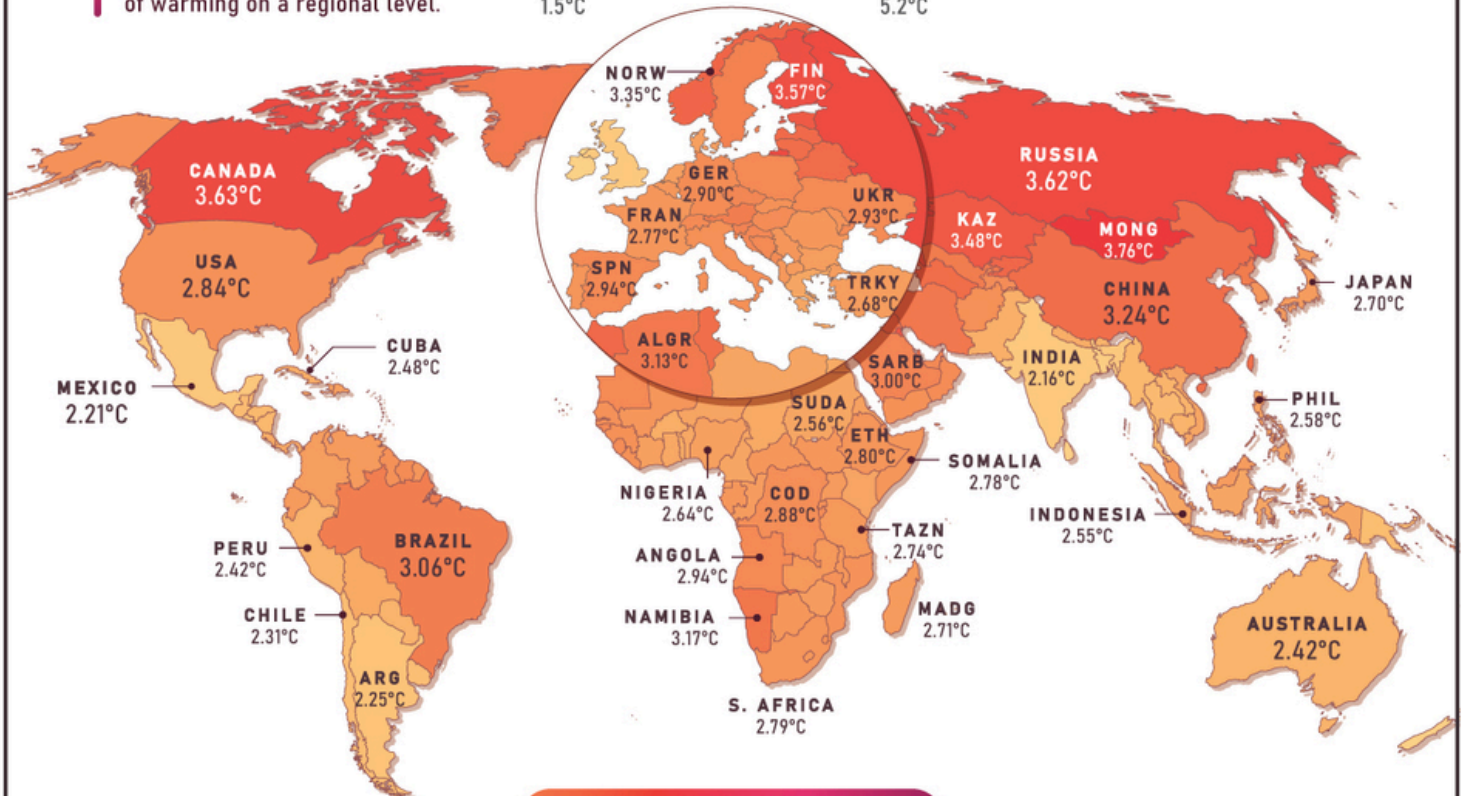 of warming on a regional level.
1.5°C
5.2°C
NORW
3.35°C
FIN
3.57°C
CANADA
3.63°C
RUSSIA
3.62°C
GER
2.90°C
UKR
2.93°C
FRAN
2.77°C
KAZ
3.48°C
MONG
3.76°C
USA
2.84°C
SPN
2.94°C
TRKY
2.68°C
CHINA
3.24°C
JAPAN
2.70°C
CUBA
2.48°C
ALGR
3.13°C
SARB
3.00°C
INDIA
2.16°C
MEXICO
2.21°C
SUDA
2.56°C
PHIL
2.58°C
ETH
2.80°C
SOMALIA
2.78°C
NIGERIA
2.64°C
COD
2.88°C
INDONESIA
2.55°C
TAZN
2.74°C
PERU
2.42°C
BRAZIL
3.06°C
ANGOLA
2.94°C
CHILE
2.31°C
NAMIBIA
3.17°C
MADG
2.71°C
AUSTRALIA
2.42°C
ARG
2.25°C
S. AFRICA
2.79°C